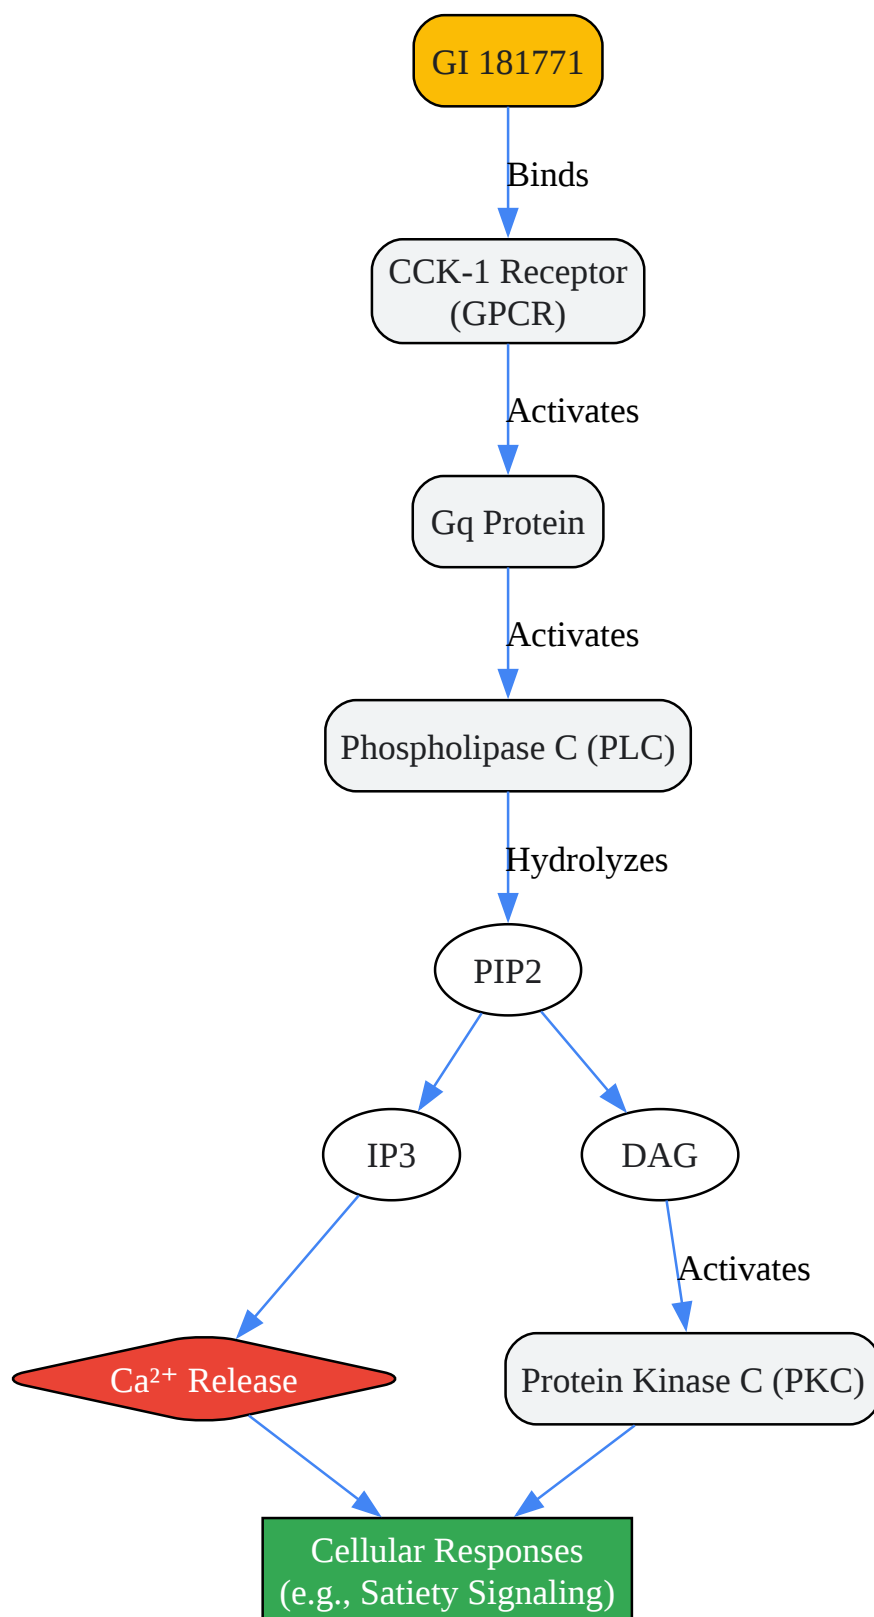 GI 181771
Binds
CCK-1 Receptor
(GPCR)
Activates
Gq Protein
Activates
Phospholipase C (PLC)
Hydrolyzes
PIP2
IP3
DAG
Activates
Ca²⁺ Release
Protein Kinase C (PKC)
Cellular Responses
(e.g., Satiety Signaling)